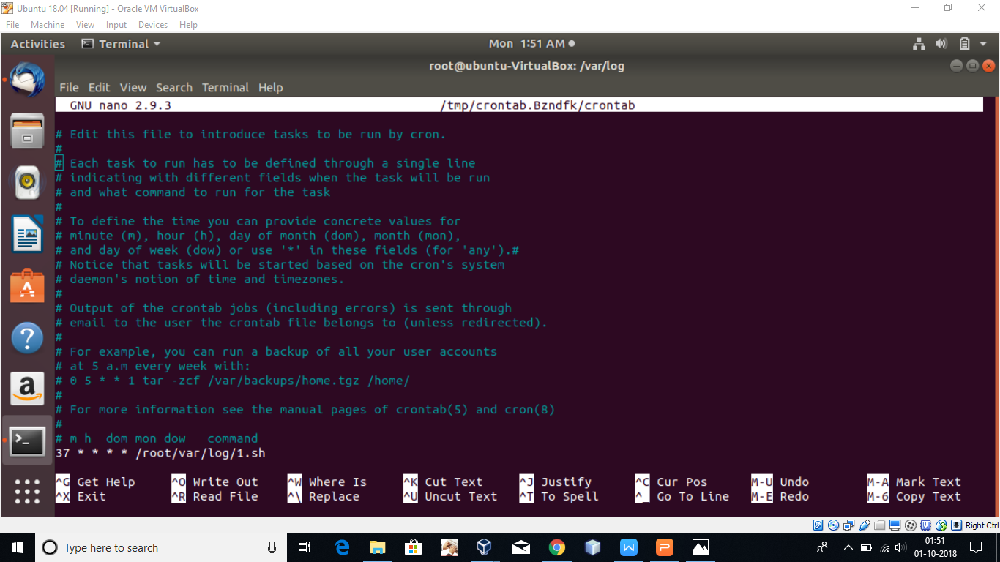 Ubuntu 18.04 [Running] - Oracle VM VirtualBox
File Machine View Input Devices Help
Activities Terminal Mon 1:51 AM
root@ubuntu-VirtualBox: /var/log
File Edit View Search Terminal Help
GNU nano 2.9.3 /tmp/crontab.Bzndfk/crontab
# Edit this file to introduce tasks to be run by cron.
#
# Each task to run has to be defined through a single line
# indicating with different fields when the task will be run
# and what command to run for the task
#
# To define the time you can provide concrete values for
# minute (m), hour (h), day of month (dom), month (mon),
# and day of week (dow) or use '*' in these fields (for 'any').#
# Notice that tasks will be started based on the cron's system
# daemon's notion of time and timezones.
#
# Output of the crontab jobs (including errors) is sent through
# email to the user the crontab file belongs to (unless redirected).
#
# For example, you can run a backup of all your user accounts
# at 5 a.m every week with:
# 0 5 * * 1 tar -zcf /var/backups/home.tgz /home/
#
# For more information see the manual pages of crontab(5) and cron(8)
#
# m h  dom mon dow   command
37 * * * * /root/var/log/1.sh
^G Get Help ^O Write Out ^W Where Is ^K Cut Text ^J Justify ^C Cur Pos M-U Undo M-A Mark Text
^X Exit ^R Read File ^\ Replace ^U Uncut Text ^T To Spell ^_ Go To Line M-E Redo M-6 Copy Text
Right Ctrl
Type here to search
01:51
01-10-2018